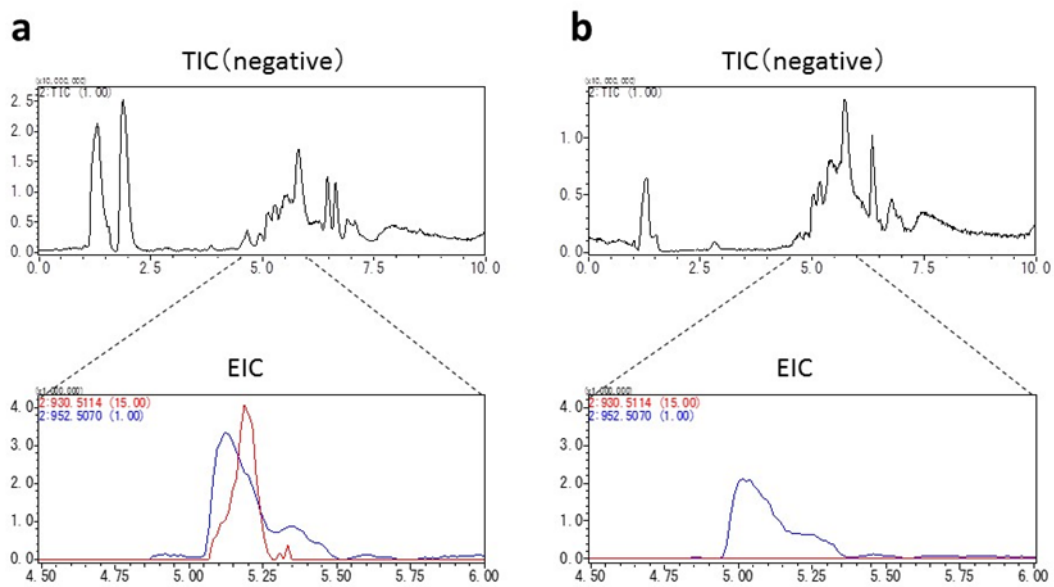 a
TIC(negative)
(x10,000,000)
2:TIC (1.00)
2.5
2.0
1.5
1.0
0.5
0.0
0.0 2.5 5.0 7.5 10.0
EIC
(x1,000,000)
2:930.5114 (15.00)
2:952.5070 (1.00)
4.0
3.0
2.0
1.0
0.0
4.50 4.75 5.00 5.25 5.50 5.75 6.00
b
TIC(negative)
(x10,000,000)
2:TIC (1.00)
1.0
0.5
0.0
0.0 2.5 5.0 7.5 10.0
EIC
(x1,000,000)
2:930.5114 (15.00)
2:952.5070 (1.00)
4.0
3.0
2.0
1.0
0.0
4.50 4.75 5.00 5.25 5.50 5.75 6.00